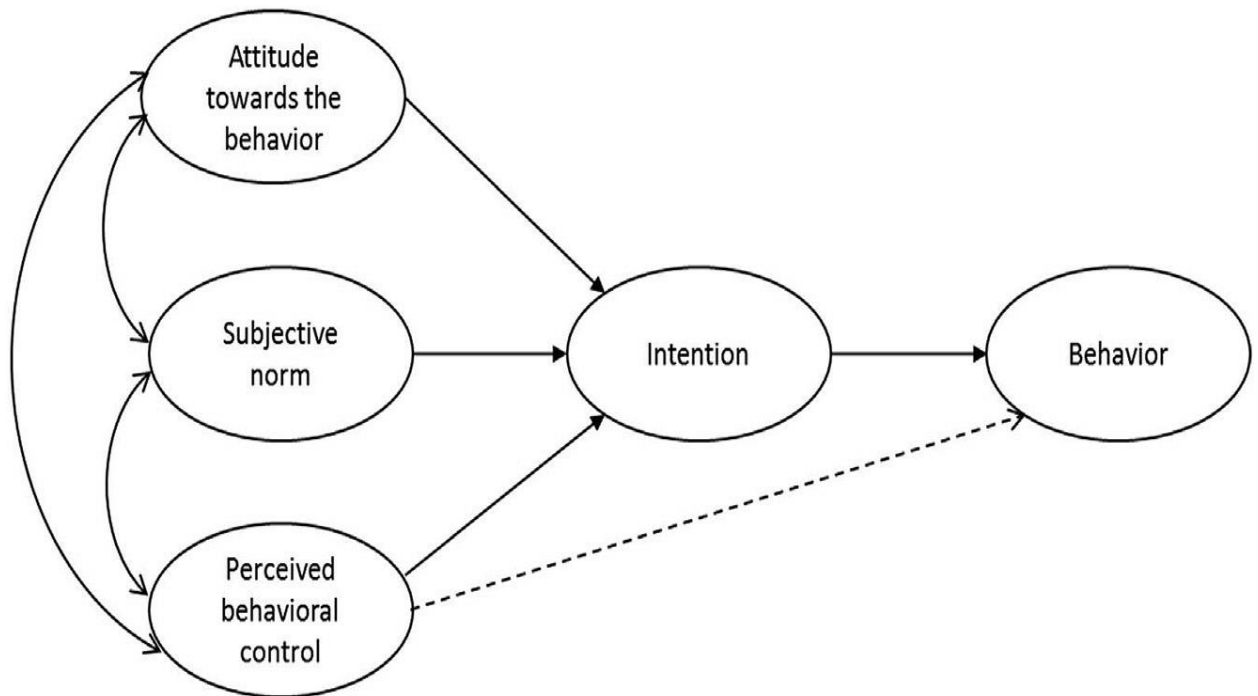 Attitude
towards the
behavior
Subjective
norm
Intention
Behavior
Perceived
behavioral
control